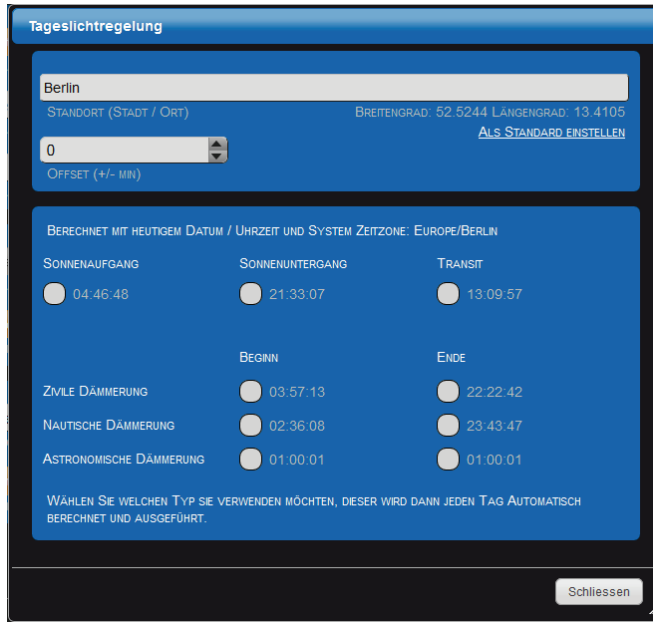 Tageslichtregelung
Berlin
Standort (Stadt / Ort) Breitengrad: 52.5244 Längengrad: 13.4105
Als Standard einstellen
0
Offset (+/- min)
Berechnet mit heutigem Datum / Uhrzeit und System Zeitzone: Europe/Berlin
Sonnenaufgang Sonnenuntergang Transit
04:46:48 21:33:07 13:09:57
Beginn Ende
Zivile Dämmerung 03:57:13 22:22:42
Nautische Dämmerung 02:36:08 23:43:47
Astronomische Dämmerung 01:00:01 01:00:01
Wählen Sie welchen Typ sie verwenden möchten, dieser wird dann jeden Tag Automatisch
berechnet und ausgeführt.
Schliessen